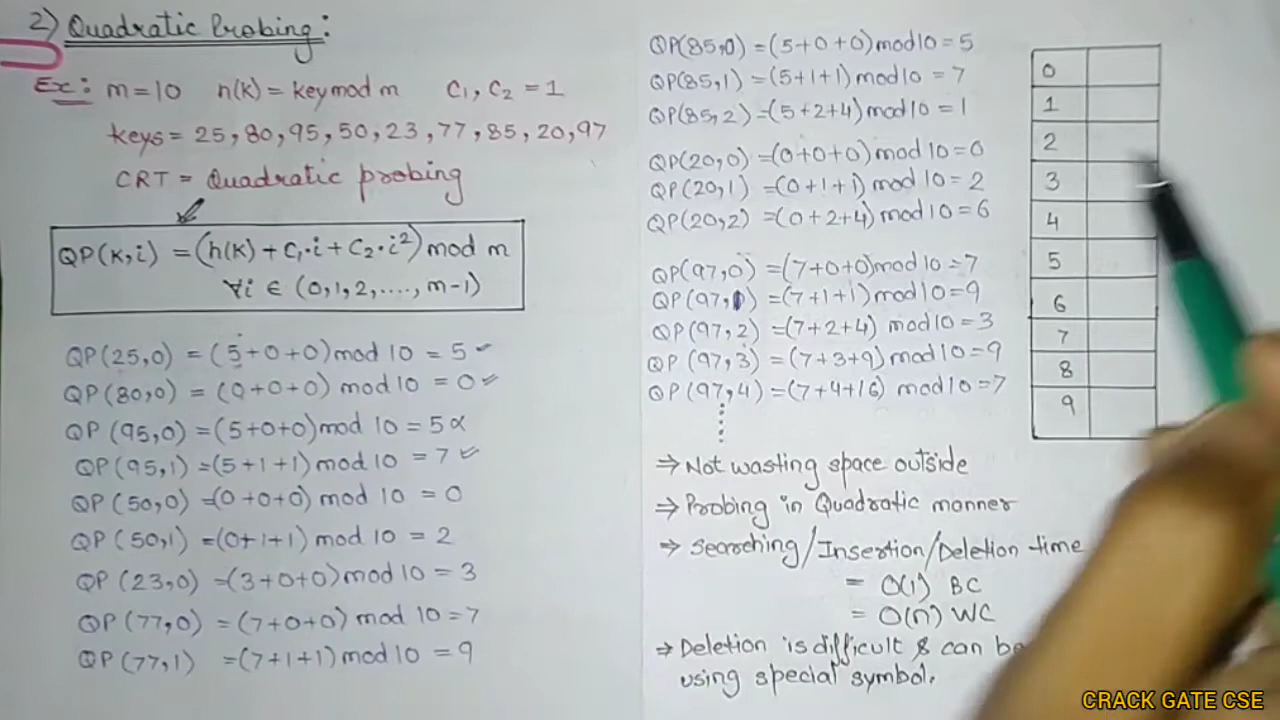 2) Quadratic Probing:
Ex: m=10 h(K)= key mod m C₁, C₂ = 1
keys = 25, 80, 95, 50, 23, 77, 85, 20, 97
CRT = Quadratic probing
QP(K,i) = (h(K) + C₁·i + C₂·i²) mod m
∀i ∈ (0,1,2,...., m-1)
QP(25,0) = (5+0+0) mod 10 = 5 ✓
QP(80,0) = (0+0+0) mod 10 = 0 ✓
QP(95,0) = (5+0+0) mod 10 = 5 x
QP(95,1) = (5+1+1) mod 10 = 7 ✓
QP(50,0) = (0+0+0) mod 10 = 0
QP(50,1) = (0+1+1) mod 10 = 2
QP(23,0) = (3+0+0) mod 10 = 3
QP(77,0) = (7+0+0) mod 10 = 7
QP(77,1) = (7+1+1) mod 10 = 9
QP(85,0) = (5+0+0) mod 10 = 5
QP(85,1) = (5+1+1) mod 10 = 7
QP(85,2) = (5+2+4) mod 10 = 1
QP(20,0) = (0+0+0) mod 10 = 0
QP(20,1) = (0+1+1) mod 10 = 2
QP(20,2) = (0+2+4) mod 10 = 6
QP(97,0) = (7+0+0) mod 10 = 7
QP(97,1) = (7+1+1) mod 10 = 9
QP(97,2) = (7+2+4) mod 10 = 3
QP(97,3) = (7+3+9) mod 10 = 9
QP(97,4) = (7+4+16) mod 10 = 7
⇒ Not wasting space outside
⇒ Probing in Quadratic manner
⇒ Searching/Insertion/Deletion time
= O(1) BC
= O(n) WC
⇒ Deletion is difficult & can be
using special symbol.
0
1
2
3
4
5
6
7
8
9
CRACK GATE CSE